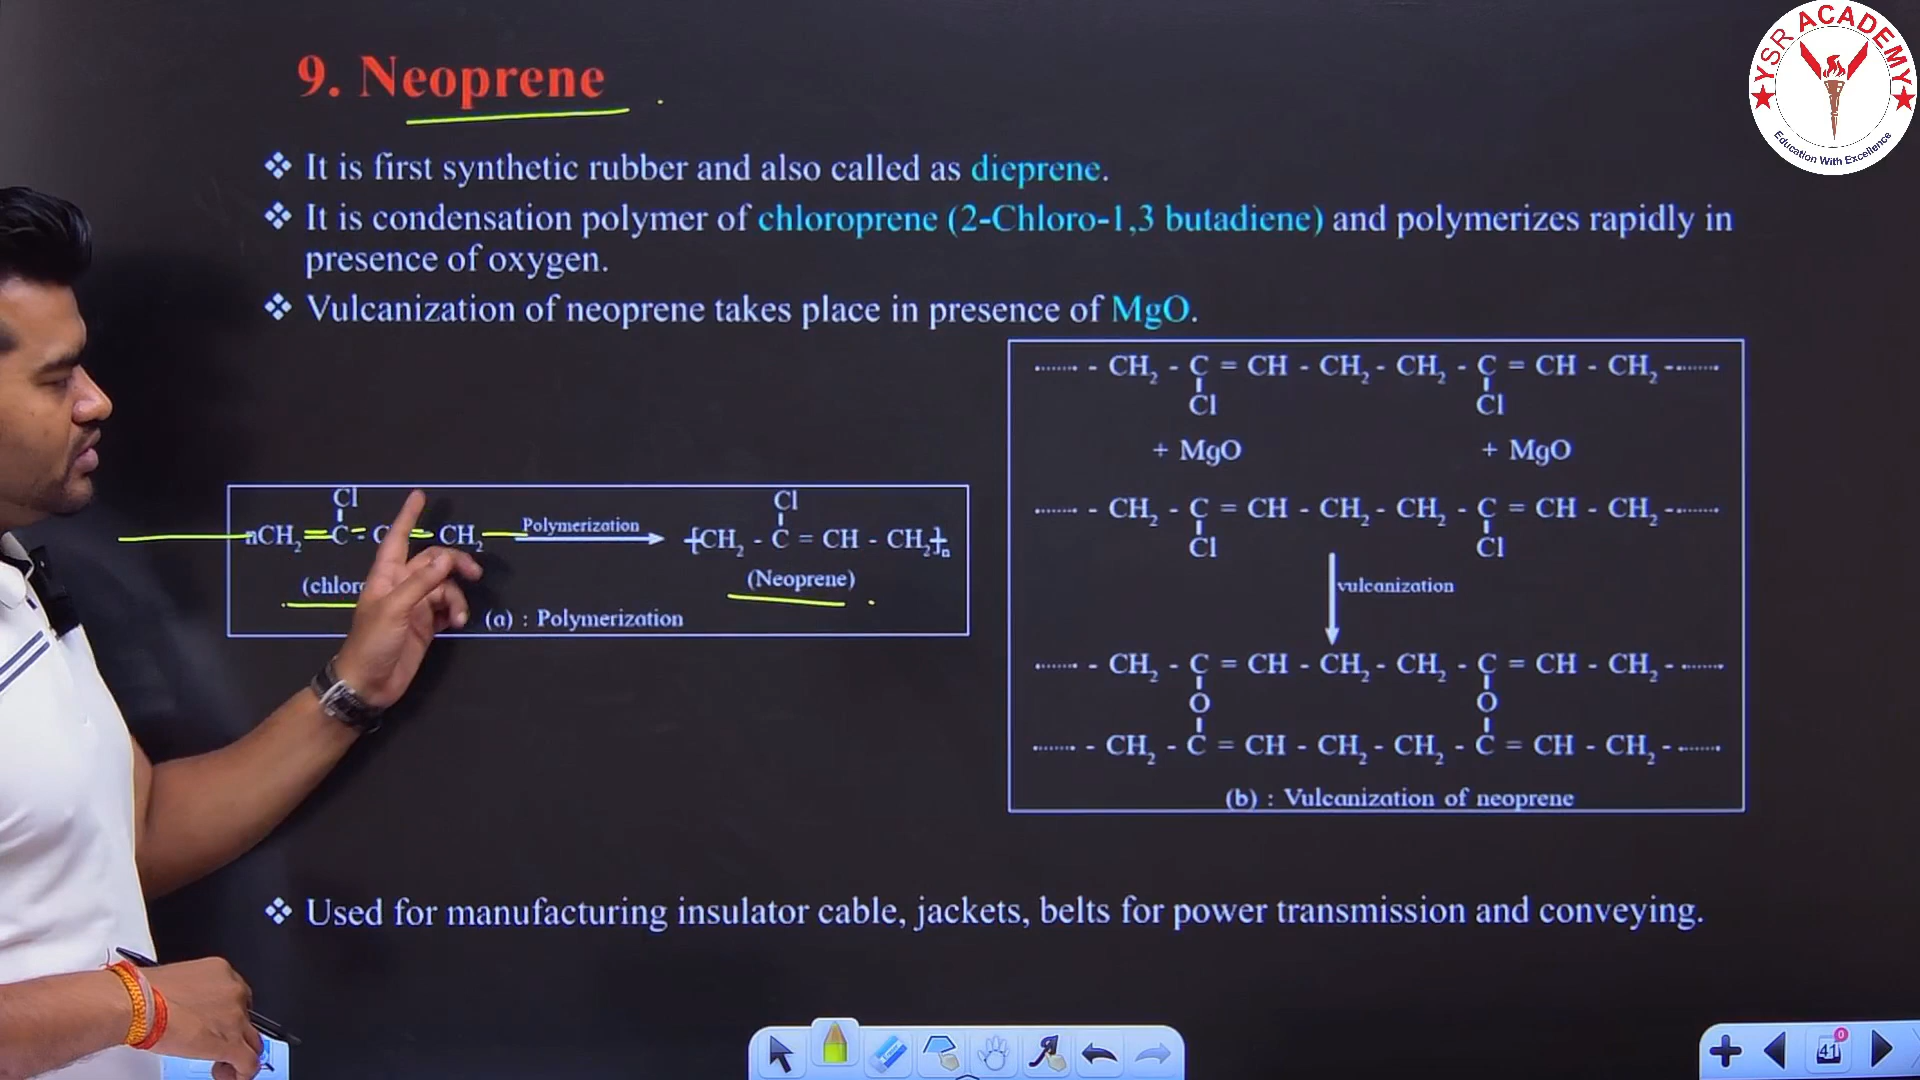 YSR ACADEMY
Education With Excellence
9. Neoprene
❖ It is first synthetic rubber and also called as dieprene.
❖ It is condensation polymer of chloroprene (2-Chloro-1,3 butadiene) and polymerizes rapidly in
presence of oxygen.
❖ Vulcanization of neoprene takes place in presence of MgO.
Cl
nCH₂ = C - C = CH₂
Polymerization
Cl
[CH₂ - C = CH - CH₂]n
(Neoprene)
(a) : Polymerization
........ - CH₂ - C = CH - CH₂ - CH₂ - C = CH - CH₂ -........
Cl Cl
+ MgO + MgO
........ - CH₂ - C = CH - CH₂ - CH₂ - C = CH - CH₂ -........
Cl Cl
vulcanization
........ - CH₂ - C = CH - CH₂ - CH₂ - C = CH - CH₂ - ........
O O
........ - CH₂ - C = CH - CH₂ - CH₂ - C = CH - CH₂ - ........
(b) : Vulcanization of neoprene
❖ Used for manufacturing insulator cable, jackets, belts for power transmission and conveying.
41
0